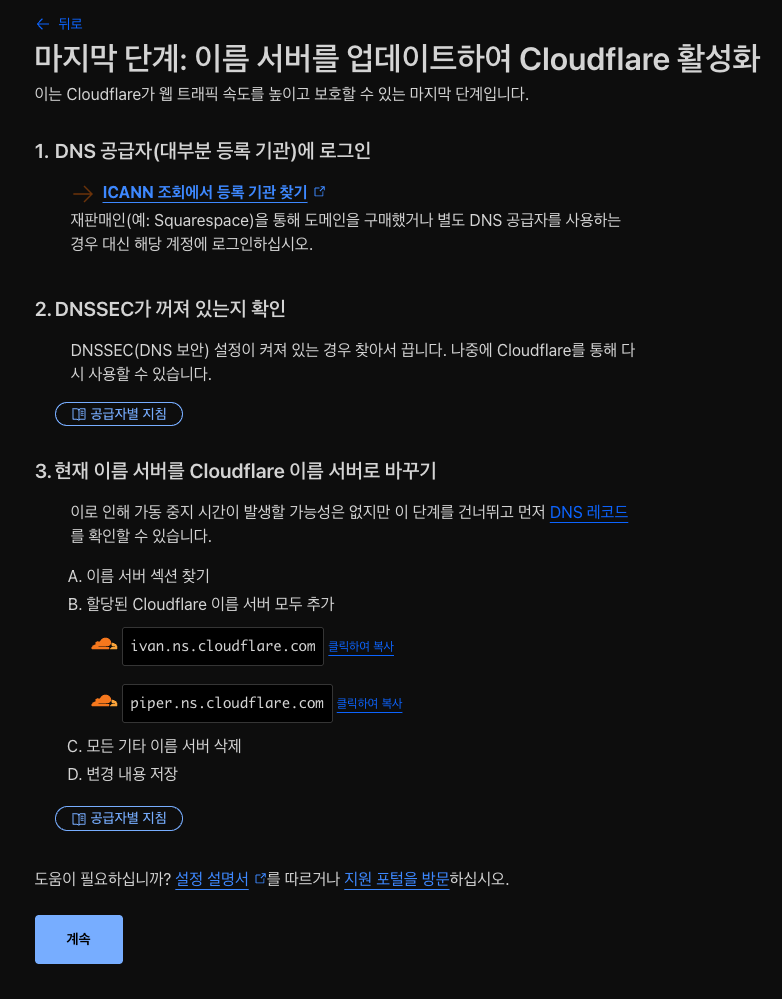 뒤로
마지막 단계: 이름 서버를 업데이트하여 Cloudflare 활성화
이는 Cloudflare가 웹 트래픽 속도를 높이고 보호할 수 있는 마지막 단계입니다.
1. DNS 공급자(대부분 등록 기관)에 로그인
ICANN 조회에서 등록 기관 찾기
재판매인(예: Squarespace)을 통해 도메인을 구매했거나 별도 DNS 공급자를 사용하는
경우 대신 해당 계정에 로그인하십시오.
2. DNSSEC가 꺼져 있는지 확인
DNSSEC(DNS 보안) 설정이 켜져 있는 경우 찾아서 끕니다. 나중에 Cloudflare를 통해 다
시 사용할 수 있습니다.
공급자별 지침
3. 현재 이름 서버를 Cloudflare 이름 서버로 바꾸기
이로 인해 가동 중지 시간이 발생할 가능성은 없지만 이 단계를 건너뛰고 먼저 DNS 레코드
를 확인할 수 있습니다.
A. 이름 서버 섹션 찾기
B. 할당된 Cloudflare 이름 서버 모두 추가
ivan.ns.cloudflare.com 클릭하여 복사
piper.ns.cloudflare.com 클릭하여 복사
C. 모든 기타 이름 서버 삭제
D. 변경 내용 저장
공급자별 지침
도움이 필요하십니까? 설정 설명서를 따르거나 지원 포털을 방문하십시오.
계속